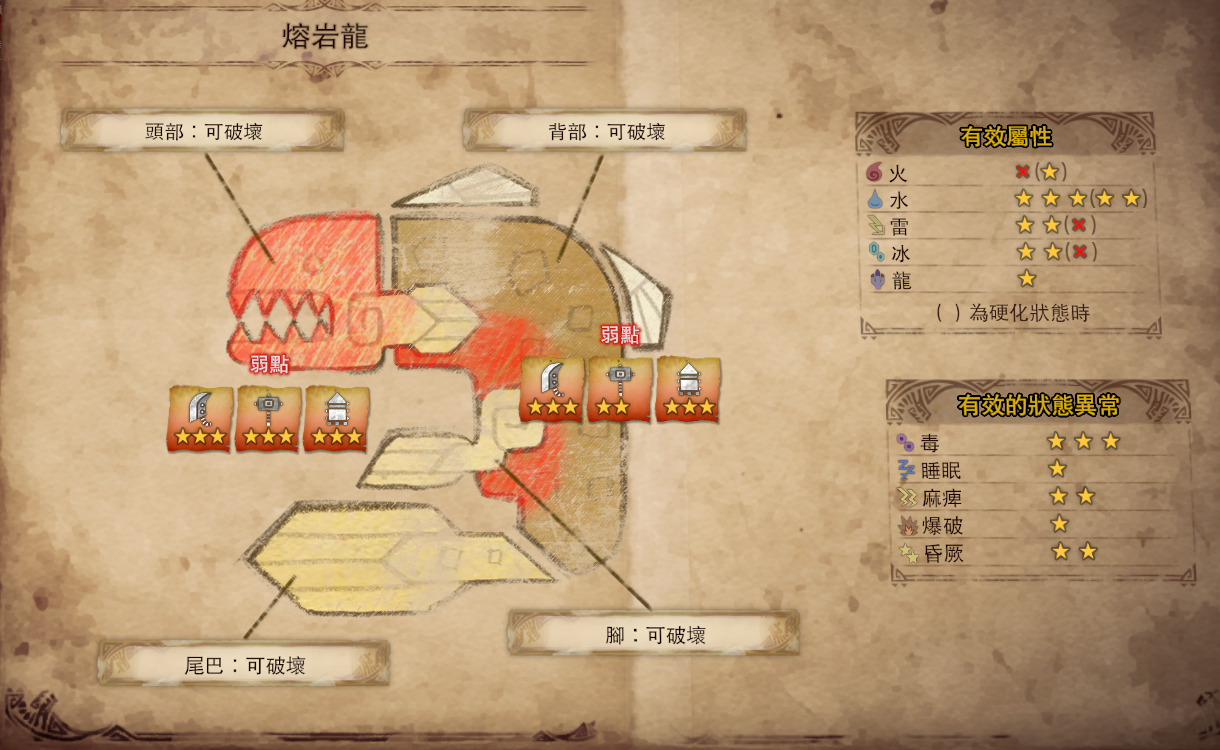 熔岩龍
頭部：可破壞
背部：可破壞
弱點
弱點
尾巴：可破壞
腳：可破壞
有效屬性
火
水
雷
冰
龍
( ) 為硬化狀態時
有效的狀態異常
毒
睡眠
麻痺
爆破
昏厥